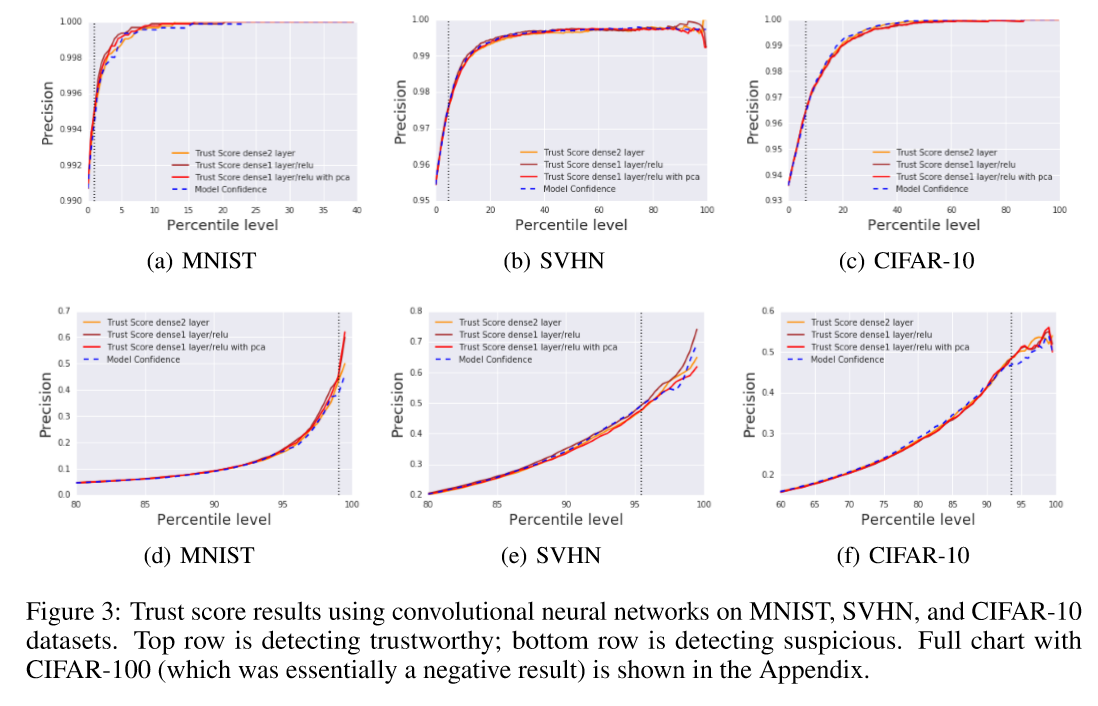 1.000
0.998
0.996
0.994
0.992
0.990
Precision
Trust Score dense2 layer
Trust Score dense1 layer/relu
Trust Score dense1 layer/relu with pca
Model Confidence
0 5 10 15 20 25 30 35 40
Percentile level
(a) MNIST
1.00
0.99
0.98
0.97
0.96
0.95
Precision
Trust Score dense2 layer
Trust Score dense1 layer/relu
Trust Score dense1 layer/relu with pca
Model Confidence
0 20 40 60 80 100
Percentile level
(b) SVHN
1.00
0.99
0.98
0.97
0.96
0.95
0.94
0.93
Precision
Trust Score dense2 layer
Trust Score dense1 layer/relu
Trust Score dense1 layer/relu with pca
Model Confidence
0 20 40 60 80 100
Percentile level
(c) CIFAR-10
0.7
0.6
0.5
0.4
0.3
0.2
0.1
0.0
Precision
Trust Score dense2 layer
Trust Score dense1 layer/relu
Trust Score dense1 layer/relu with pca
Model Confidence
80 85 90 95 100
Percentile level
(d) MNIST
0.8
0.7
0.6
0.5
0.4
0.3
0.2
Precision
Trust Score dense2 layer
Trust Score dense1 layer/relu
Trust Score dense1 layer/relu with pca
Model Confidence
80 85 90 95 100
Percentile level
(e) SVHN
0.6
0.5
0.4
0.3
0.2
Precision
Trust Score dense2 layer
Trust Score dense1 layer/relu
Trust Score dense1 layer/relu with pca
Model Confidence
60 65 70 75 80 85 90 95 100
Percentile level
(f) CIFAR-10
Figure 3: Trust score results using convolutional neural networks on MNIST, SVHN, and CIFAR-10
datasets. Top row is detecting trustworthy; bottom row is detecting suspicious. Full chart with
CIFAR-100 (which was essentially a negative result) is shown in the Appendix.